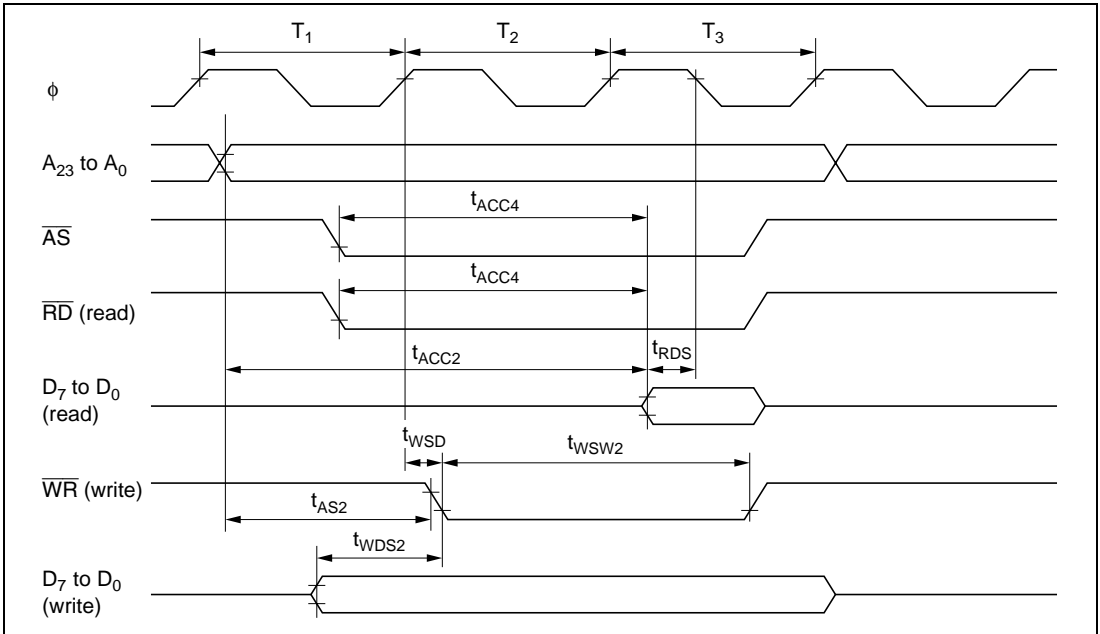 T1 T2 T3
ϕ
A23 to A0
tACC4
AS
tACC4
RD (read)
tACC2 tRDS
D7 to D0
(read)
tWSD tWSW2
WR (write)
tAS2
tWDS2
D7 to D0
(write)